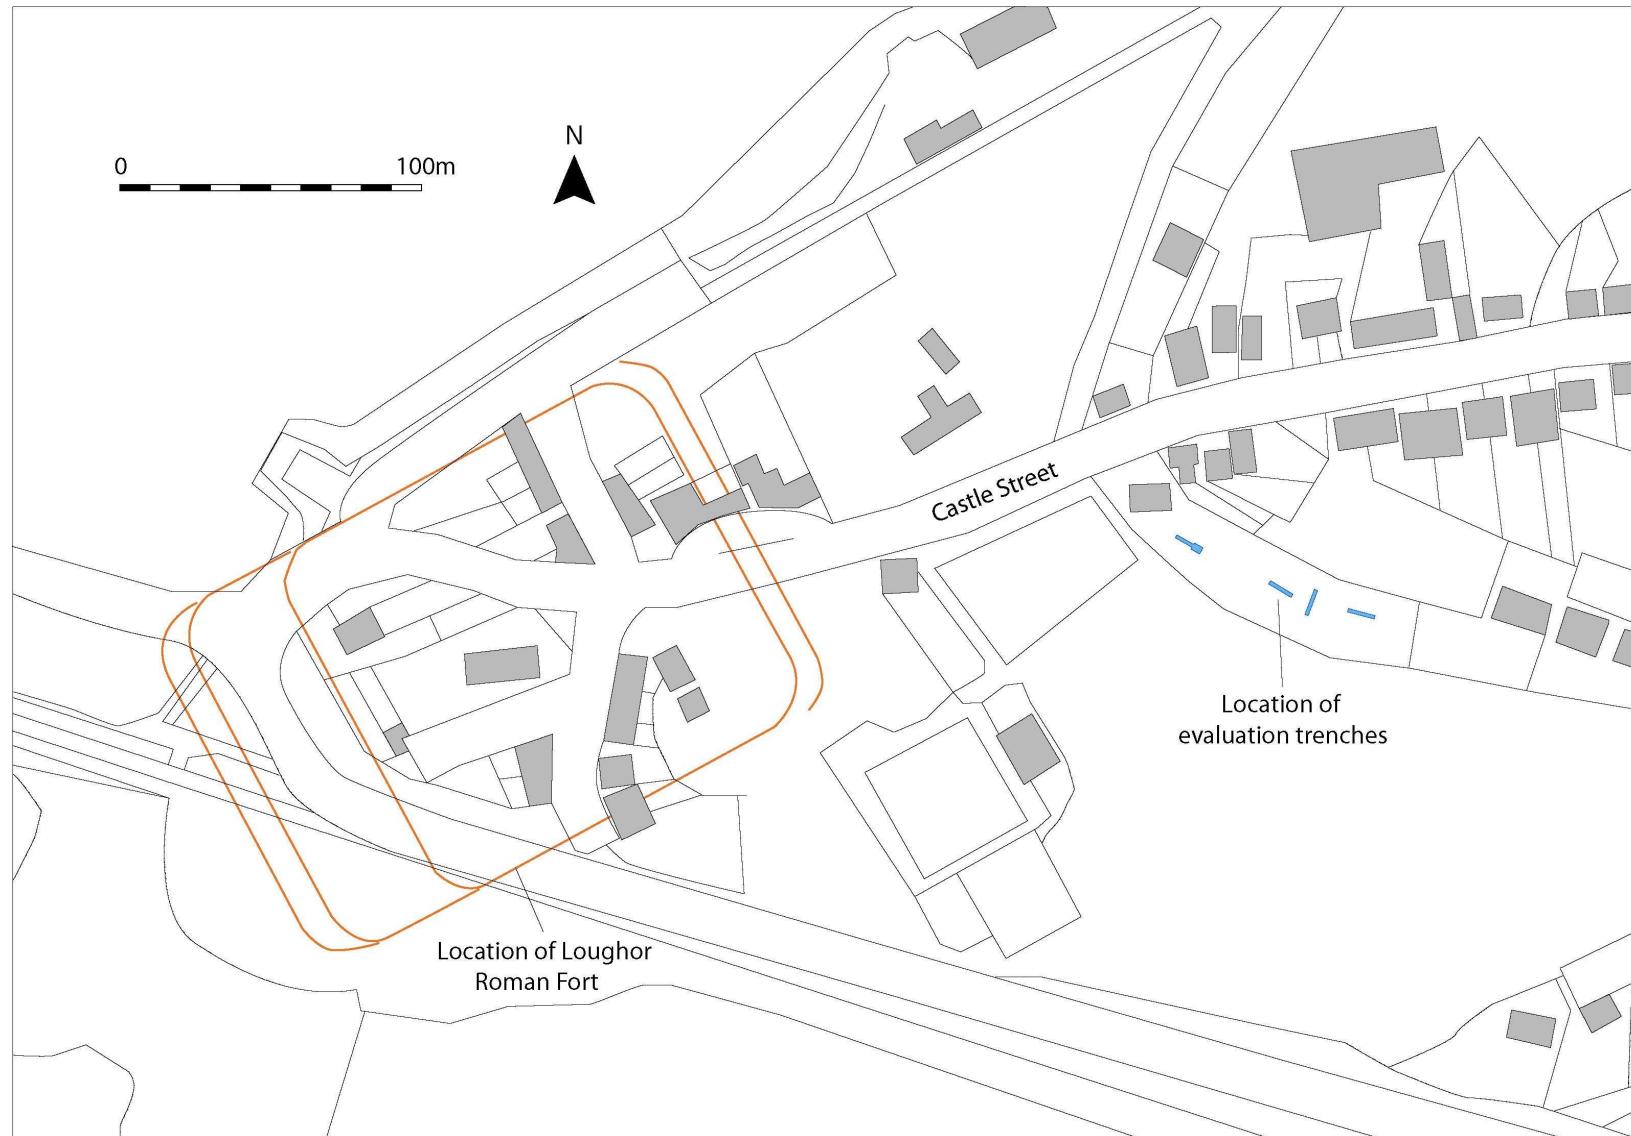 N
0 100m
Castle Street
Location of
evaluation trenches
Location of Loughor
Roman Fort